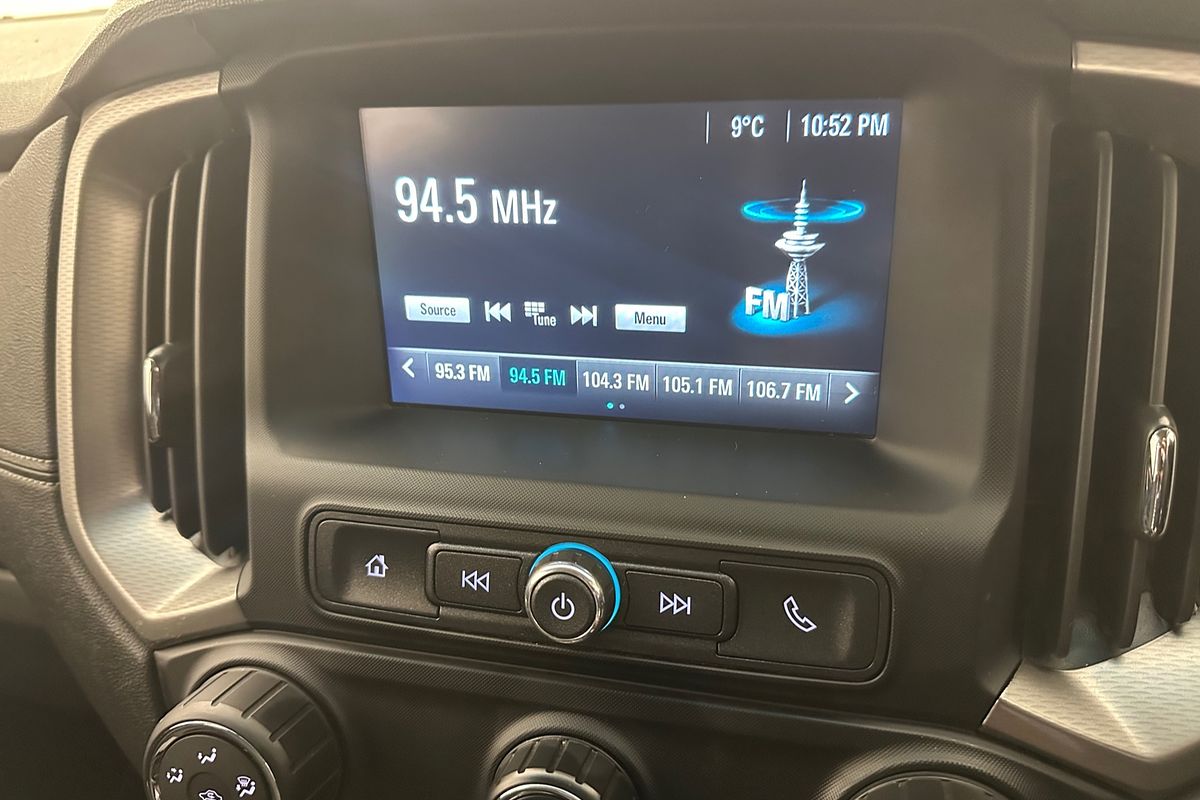 9°C 10:52 PM
94.5 MHz
FM
Source Tune Menu
95.3 FM 94.5 FM 104.3 FM 105.1 FM 106.7 FM